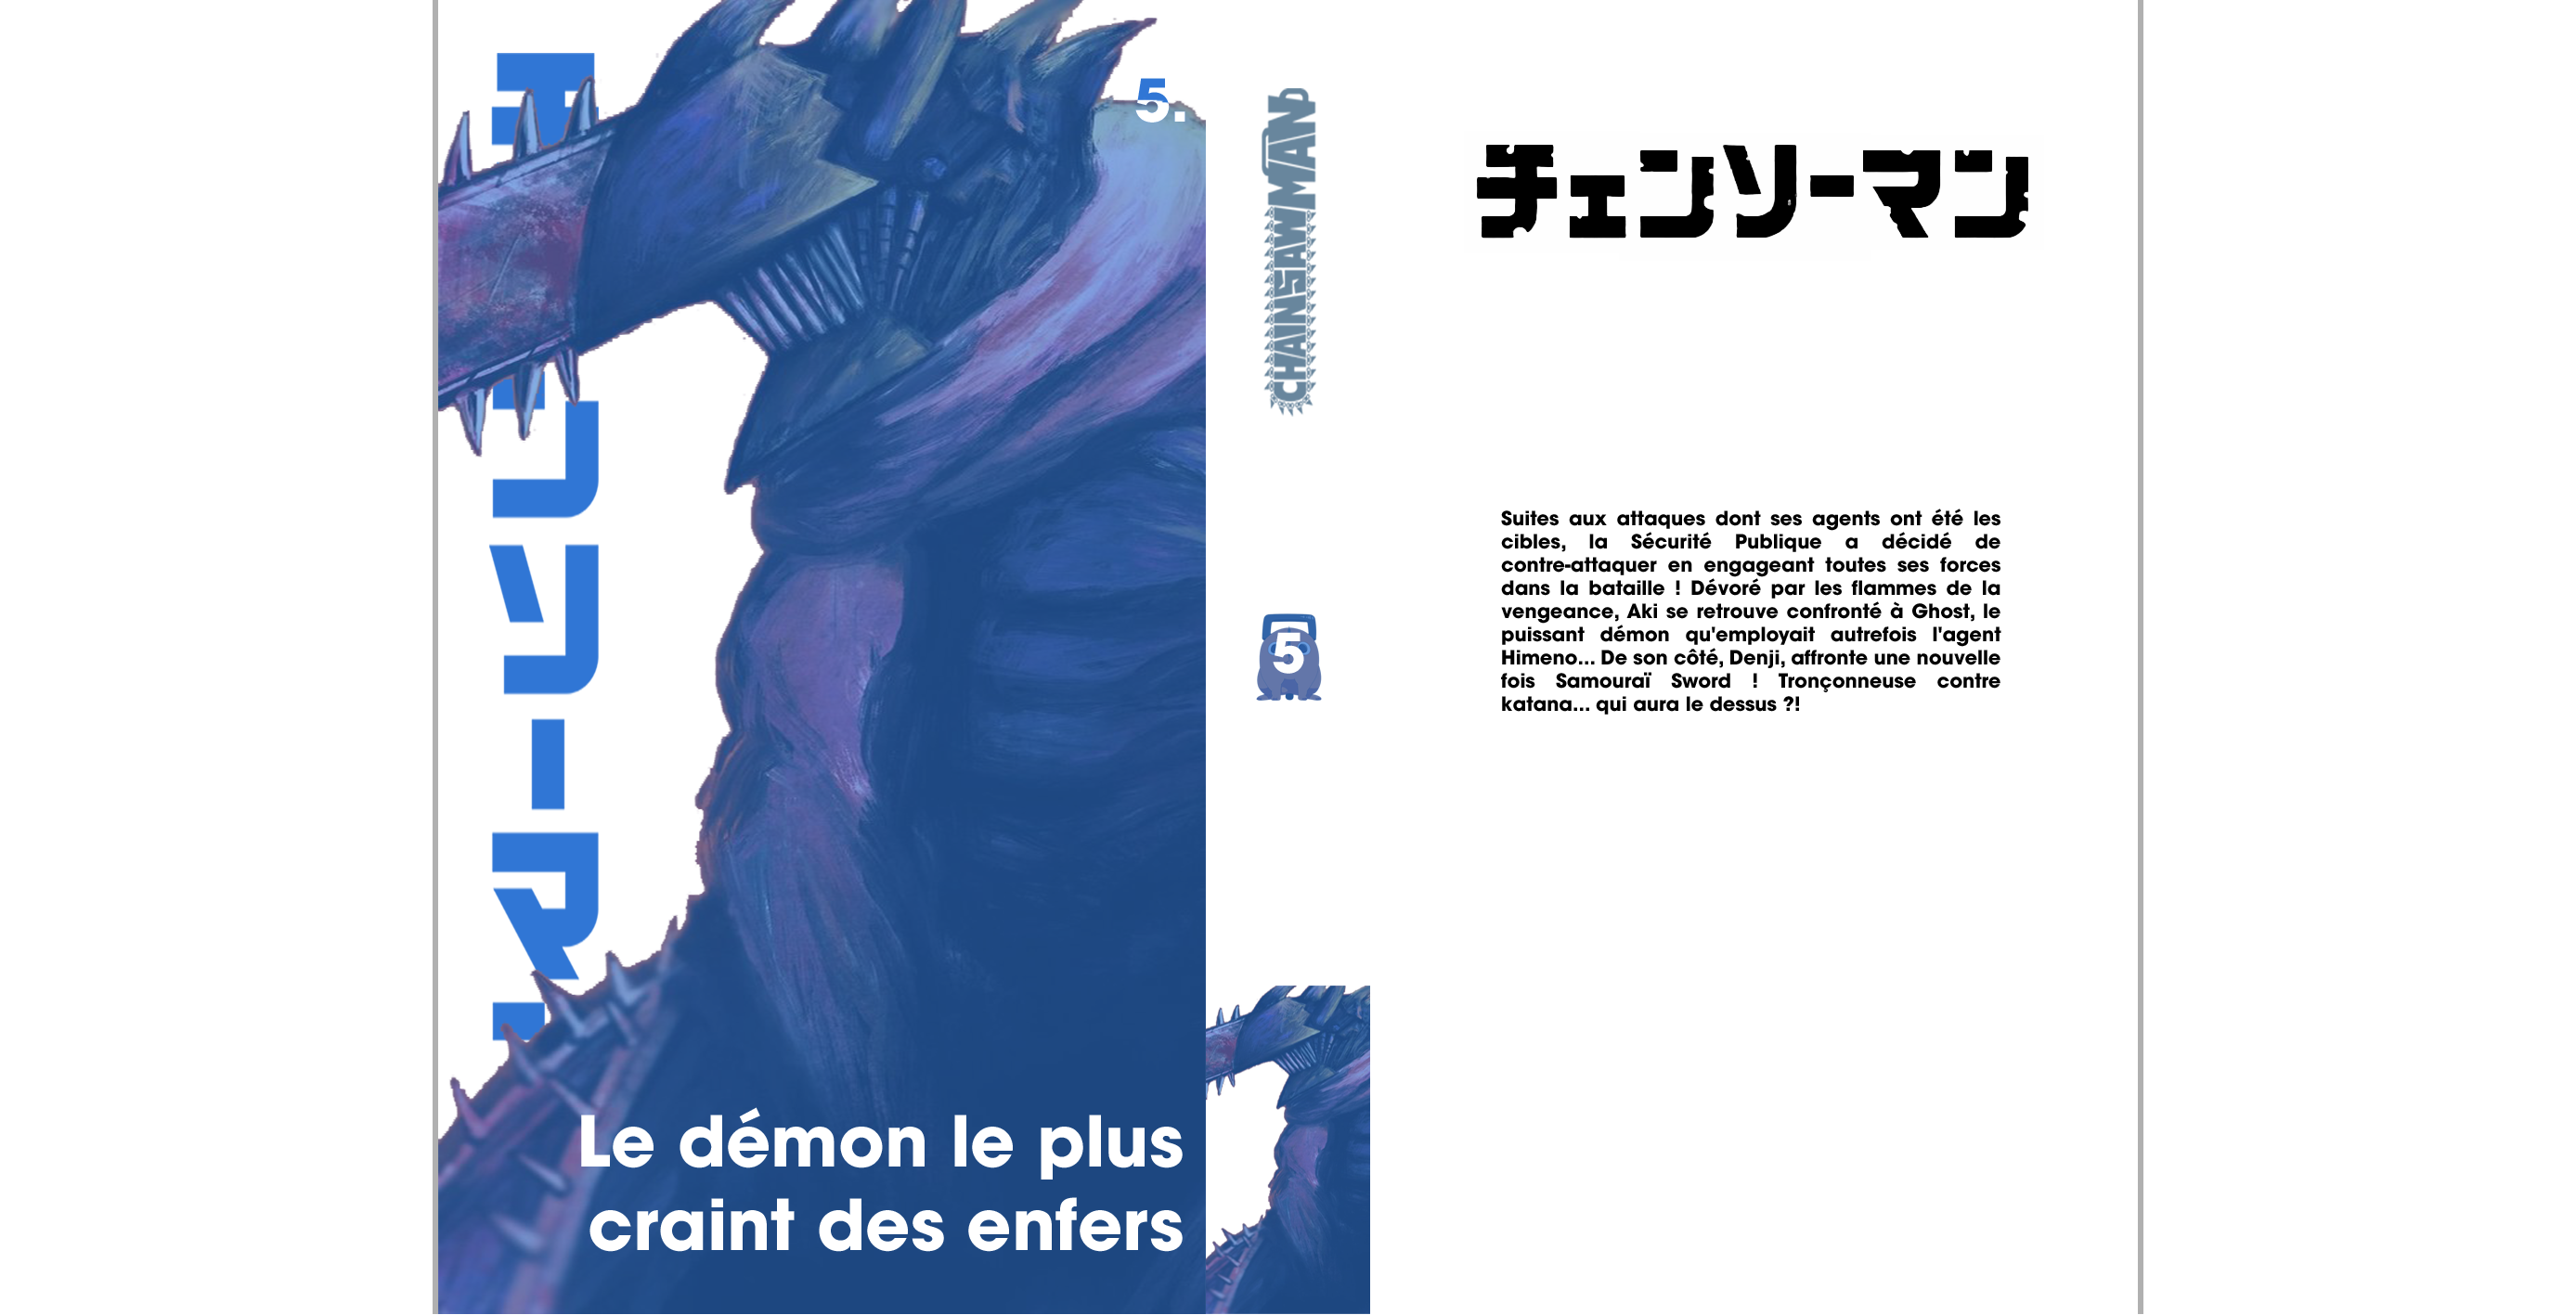 チェンソーマン
5.
Le démon le plus
craint des enfers
CHAINSAWMAN
5
チェンソーマン
Suites aux attaques dont ses agents ont été les
cibles, la Sécurité Publique a décidé de
contre-attaquer en engageant toutes ses forces
dans la bataille ! Dévoré par les flammes de la
vengeance, Aki se retrouve confronté à Ghost, le
puissant démon qu'employait autrefois l'agent
Himeno... De son côté, Denji, affronte une nouvelle
fois Samouraï Sword ! Tronçonneuse contre
katana... qui aura le dessus ?!